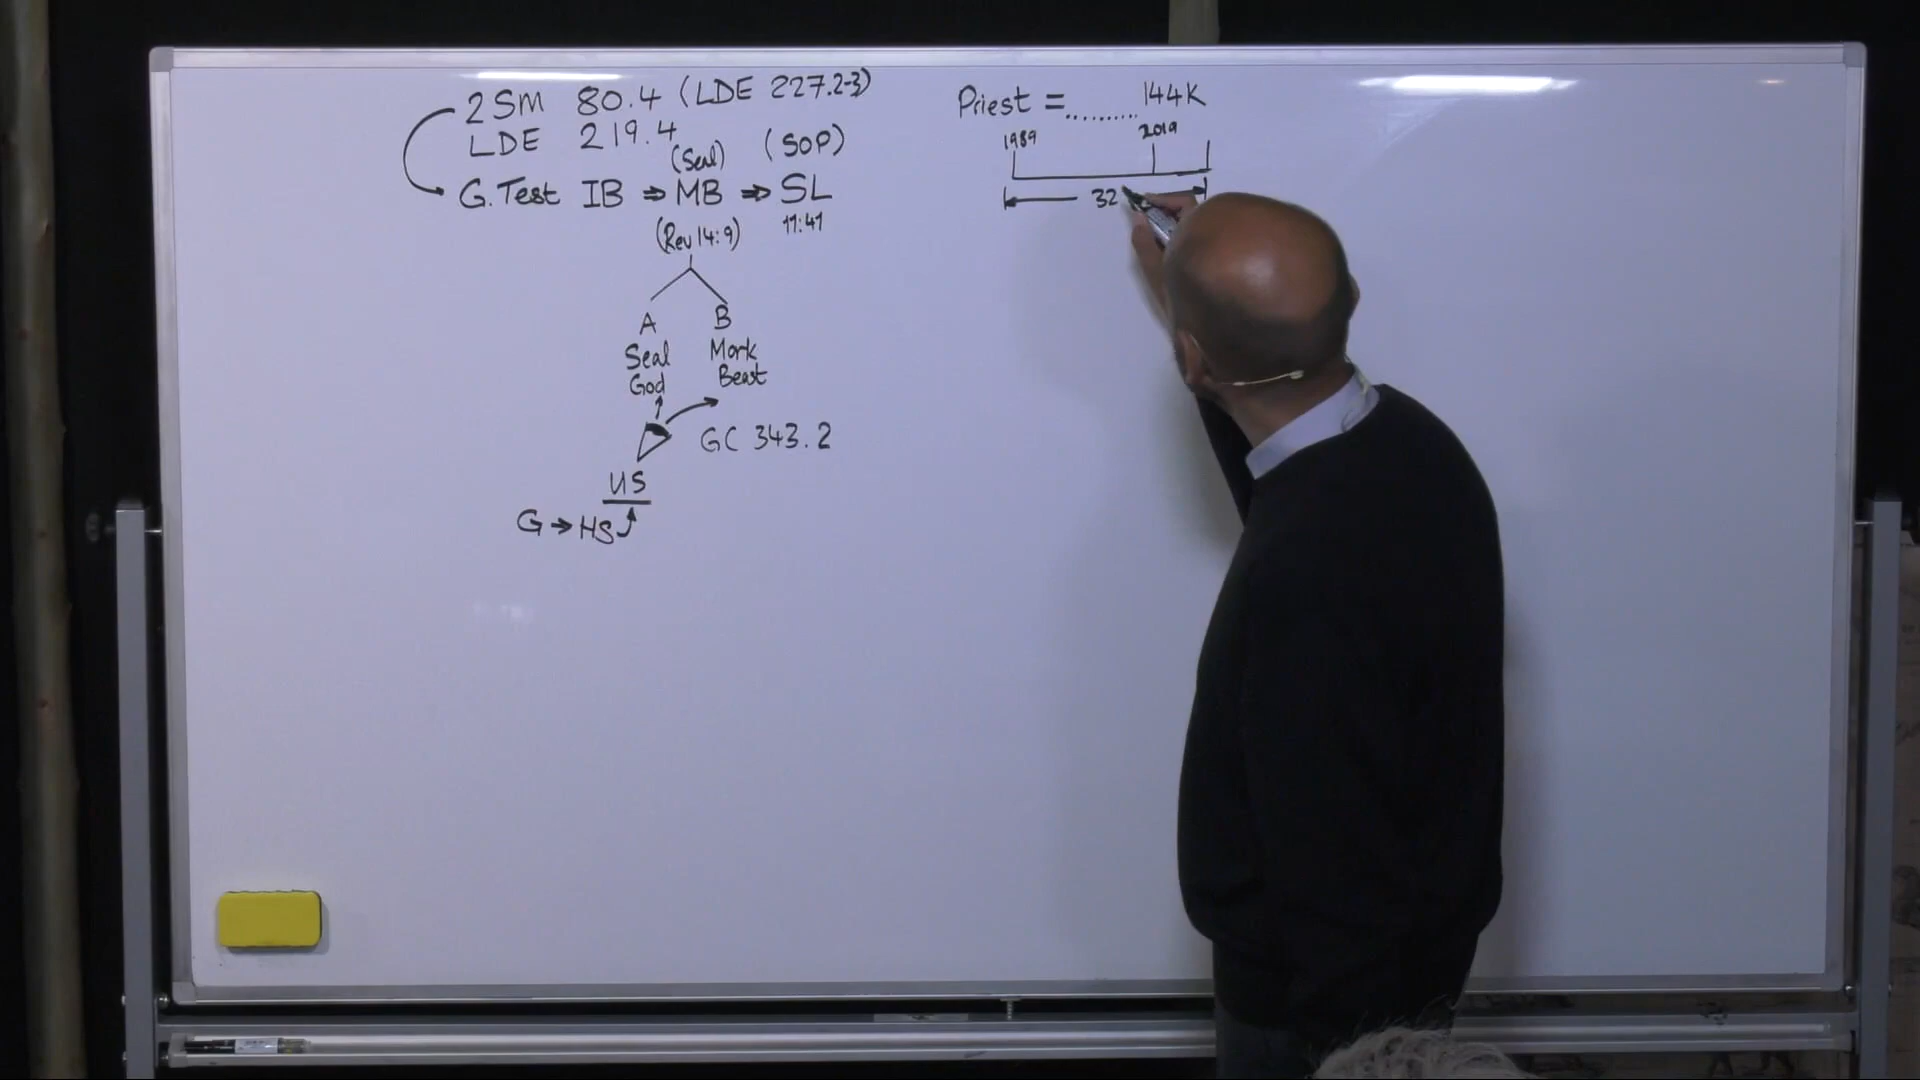 2SM 80.4 (LDE 227.2-3)
LDE 219.4
(Seal) (SOP)
G.Test IB ⇒ MB ⇒ SL
(Rev 14:9) 11:41
A B
Seal God
Mark Beast
GC 343.2
US
G → HS
Priest = .......... 144K
1989 2019
32